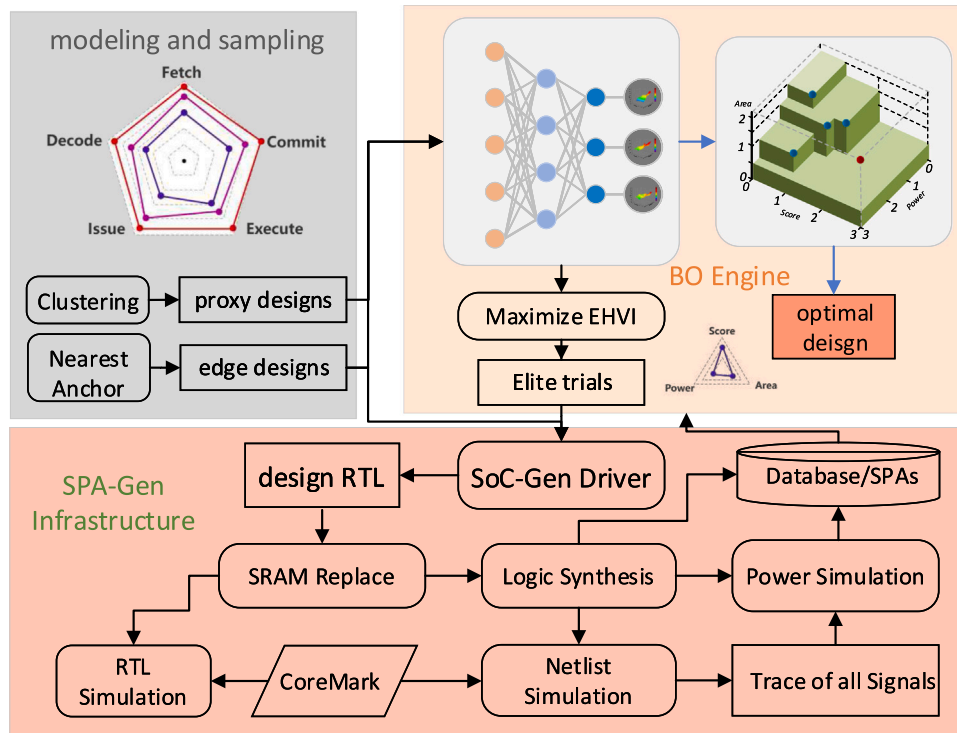 modeling and sampling
Fetch
Decode
Commit
Issue
Execute
Clustering
proxy designs
Nearest
Anchor
edge designs
Area
2
1
0
0
1
2
3
Score
3
2
1
0
Power
BO Engine
Maximize EHVI
Elite trials
optimal
deisgn
Score
Power
Area
SPA-Gen
Infrastructure
design RTL
SoC-Gen Driver
Database/SPAs
SRAM Replace
Logic Synthesis
Power Simulation
RTL
Simulation
CoreMark
Netlist
Simulation
Trace of all Signals